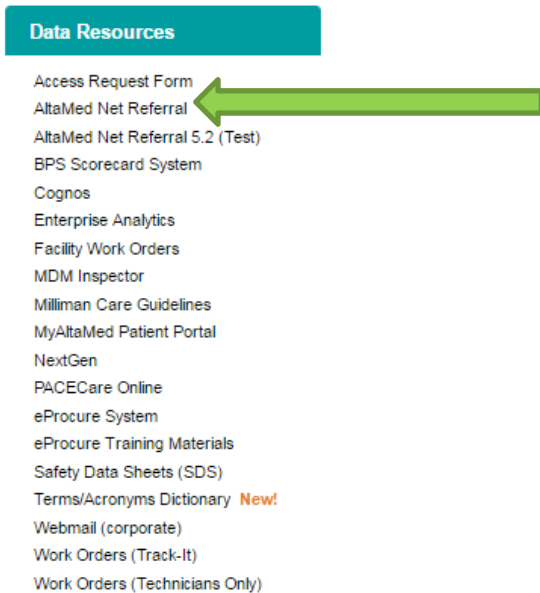 Data Resources
Access Request Form
AltaMed Net Referral
AltaMed Net Referral 5.2 (Test)
BPS Scorecard System
Cognos
Enterprise Analytics
Facility Work Orders
MDM Inspector
Milliman Care Guidelines
MyAltaMed Patient Portal
NextGen
PACECare Online
eProcure System
eProcure Training Materials
Safety Data Sheets (SDS)
Terms/Acronyms Dictionary New!
Webmail (corporate)
Work Orders (Track-It)
Work Orders (Technicians Only)